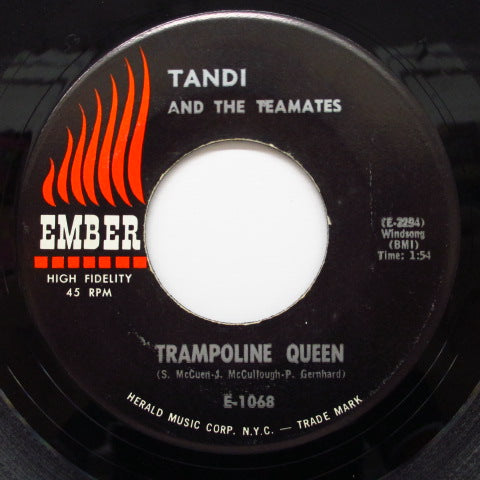 TANDI
AND THE TEAMATES
EMBER
HIGH FIDELITY
45 RPM
(E-2294)
Windsong
(BMI)
Time: 1:54
TRAMPOLINE QUEEN
(S. McCuen-J. McCullough-P. Gernhard)
E-1068
HERALD MUSIC CORP. N.Y.C. — TRADE MARK